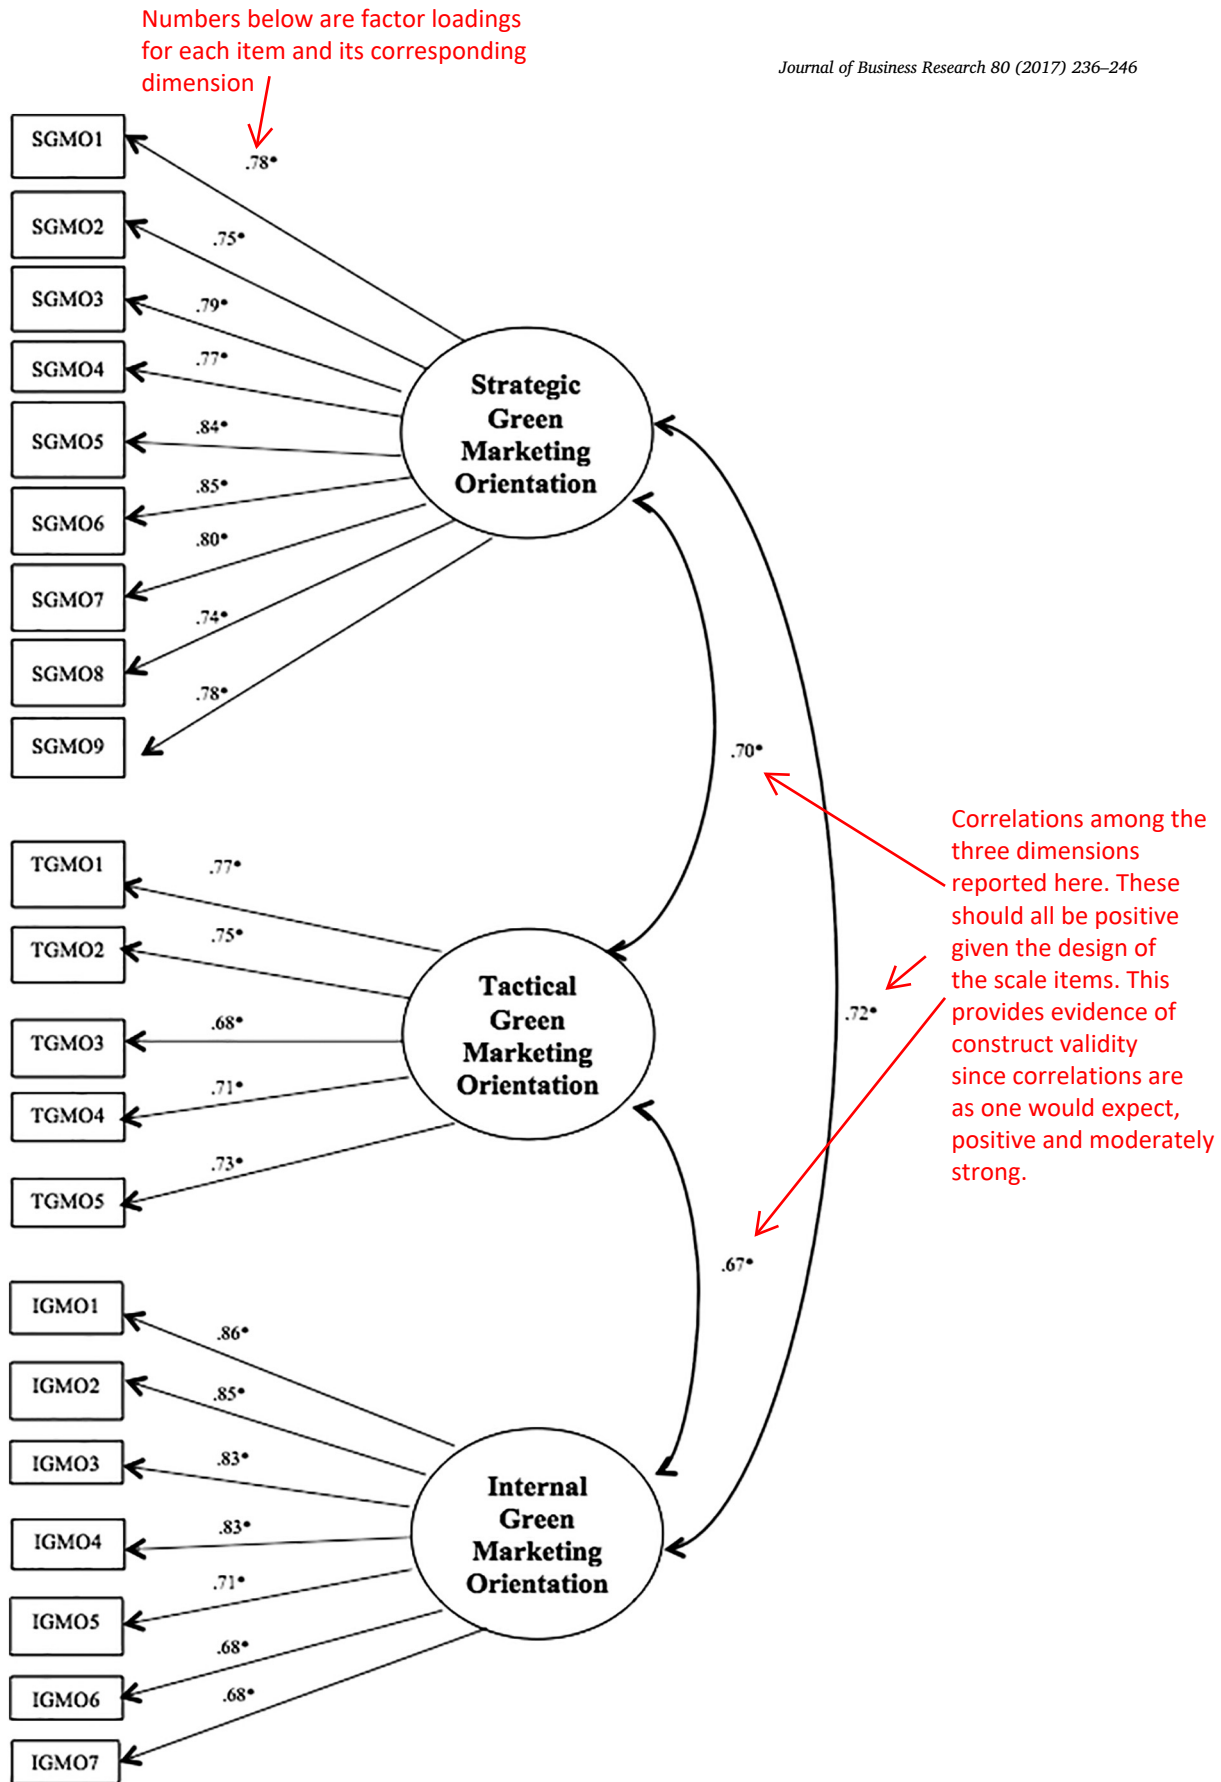 Numbers below are factor loadings
for each item and its corresponding
dimension
Journal of Business Research 80 (2017) 236–246
SGMO1
.78*
SGMO2
.75*
SGMO3
.79*
SGMO4
.77*
SGMO5
.84*
SGMO6
.85*
SGMO7
.80*
SGMO8
.74*
SGMO9
.78*
Strategic
Green
Marketing
Orientation
.70*
TGMO1
.77*
TGMO2
.75*
TGMO3
.68*
TGMO4
.71*
TGMO5
.73*
Tactical
Green
Marketing
Orientation
.72*
Correlations among the
three dimensions
reported here. These
should all be positive
given the design of
the scale items. This
provides evidence of
construct validity
since correlations are
as one would expect,
positive and moderately
strong.
.67*
IGMO1
.86*
IGMO2
.85*
IGMO3
.83*
IGMO4
.83*
IGMO5
.71*
IGMO6
.68*
IGMO7
.68*
Internal
Green
Marketing
Orientation